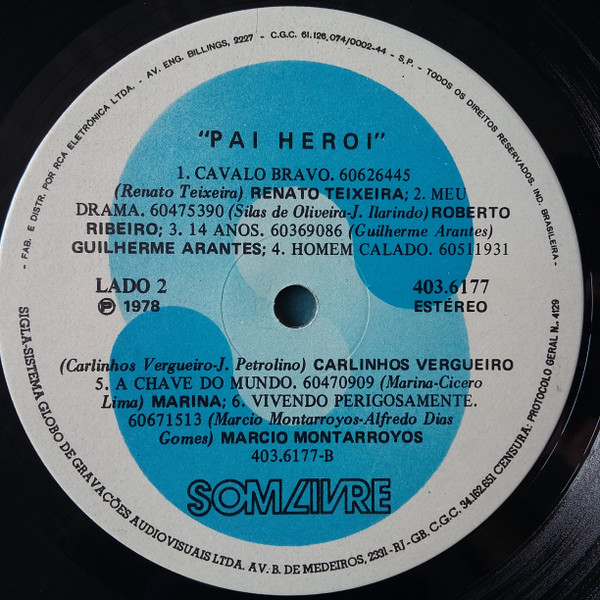 - FAB. E DISTR. POR RCA ELETRÔNICA LTDA. - AV. ENG. BILLINGS, 2227 - C.G.C. 61.126.074/0002-44 - S.P. - TODOS OS DIREITOS RESERVADOS. IND. BRASILEIRA -
"PAI HEROI"
1. CAVALO BRAVO. 60626445
(Renato Teixeira) RENATO TEIXEIRA; 2. MEU
DRAMA. 60475390 (Silas de Oliveira-J. Ilarindo) ROBERTO
RIBEIRO; 3. 14 ANOS. 60369086 (Guilherme Arantes)
GUILHERME ARANTES; 4. HOMEM CALADO. 60511931
LADO 2
403.6177
Ⓟ 1978
ESTÉREO
(Carlinhos Vergueiro-J. Petrolino) CARLINHOS VERGUEIRO
5. A CHAVE DO MUNDO. 60470909 (Marina-Cicero
Lima) MARINA; 6. VIVENDO PERIGOSAMENTE.
60671513 (Marcio Montarroyos-Alfredo Dias
Gomes) MARCIO MONTARROYOS
403.6177-B
SOMLIVRE
SIGLA-SISTEMA GLOBO DE GRAVAÇÕES AUDIOVISUAIS LTDA. AV. B. DE MEDEIROS, 2331-RJ-GB. C.G.C. 34.162.651 CENSURA: PROTOCOLO GERAL N.. 4129